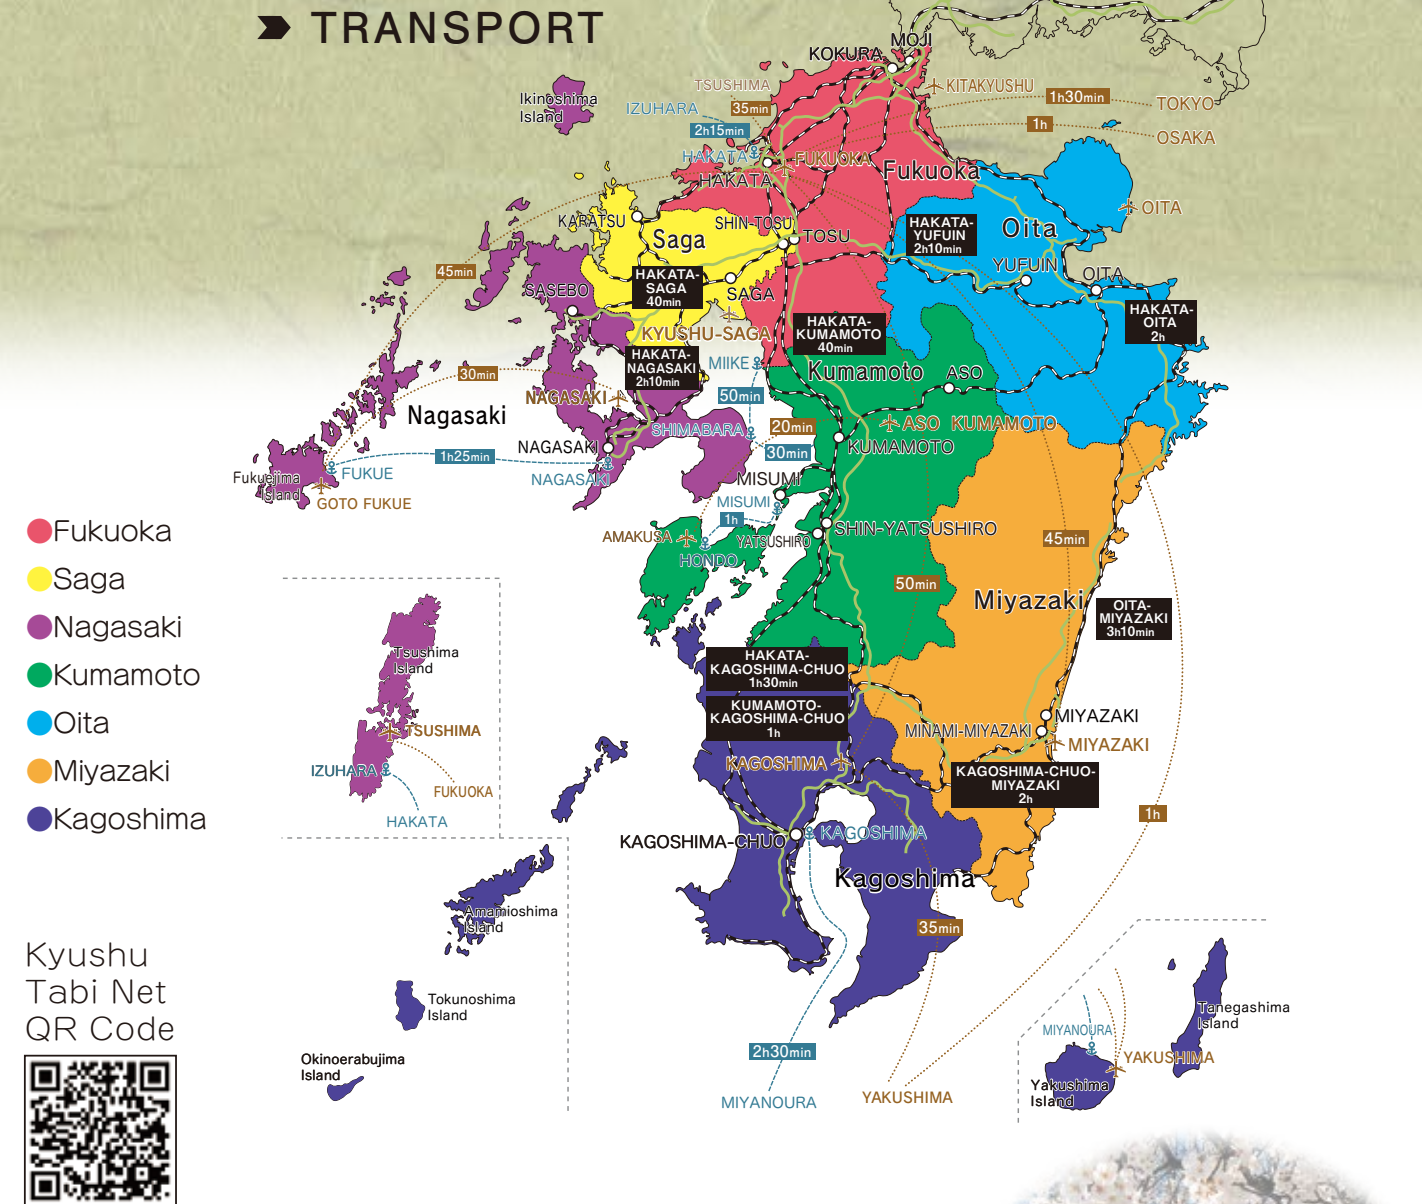 TRANSPORT
MOJI
KOKURA
KITAKYUSHU
TSUSHIMA
Ikinoshima
Island
IZUHARA
35min
1h30min
TOKYO
2h15min
1h
OSAKA
HAKATA
FUKUOKA
HAKATA
Fukuoka
OITA
KARATSU
SHIN-TOSU
TOSU
Saga
HAKATA-
YUFUIN
2h10min
Oita
YUFUIN
OITA
45min
SASEBO
HAKATA-
SAGA
40min
SAGA
KYUSHU-SAGA
HAKATA-
KUMAMOTO
40min
HAKATA-
OITA
2h
HAKATA-
NAGASAKI
2h10min
MIIKE
Kumamoto
ASO
30min
NAGASAKI
50min
Nagasaki
SHIMABARA
20min
ASO KUMAMOTO
NAGASAKI
KUMAMOTO
1h25min
30min
FUKUE
Fukuejima
Island
NAGASAKI
MISUMI
GOTO FUKUE
MISUMI
1h
AMAKUSA
YATSUSHIRO
SHIN-YATSUSHIRO
HONDO
45min
50min
Miyazaki
OITA-
MIYAZAKI
3h10min
Fukuoka
Saga
Nagasaki
Kumamoto
Oita
Miyazaki
Kagoshima
Tsushima
Island
TSUSHIMA
IZUHARA
FUKUOKA
HAKATA
HAKATA-
KAGOSHIMA-CHUO
1h30min
KUMAMOTO-
KAGOSHIMA-CHUO
1h
MIYAZAKI
MINAMI-MIYAZAKI
MIYAZAKI
KAGOSHIMA
KAGOSHIMA-CHUO-
MIYAZAKI
2h
1h
KAGOSHIMA-CHUO
KAGOSHIMA
Kagoshima
35min
Amamioshima
Island
Tokunoshima
Island
Okinoerabujima
Island
2h30min
MIYANOURA
YAKUSHIMA
Tanegashima
Island
MIYANOURA
YAKUSHIMA
Yakushima
Island
Kyushu
Tabi Net
QR Code